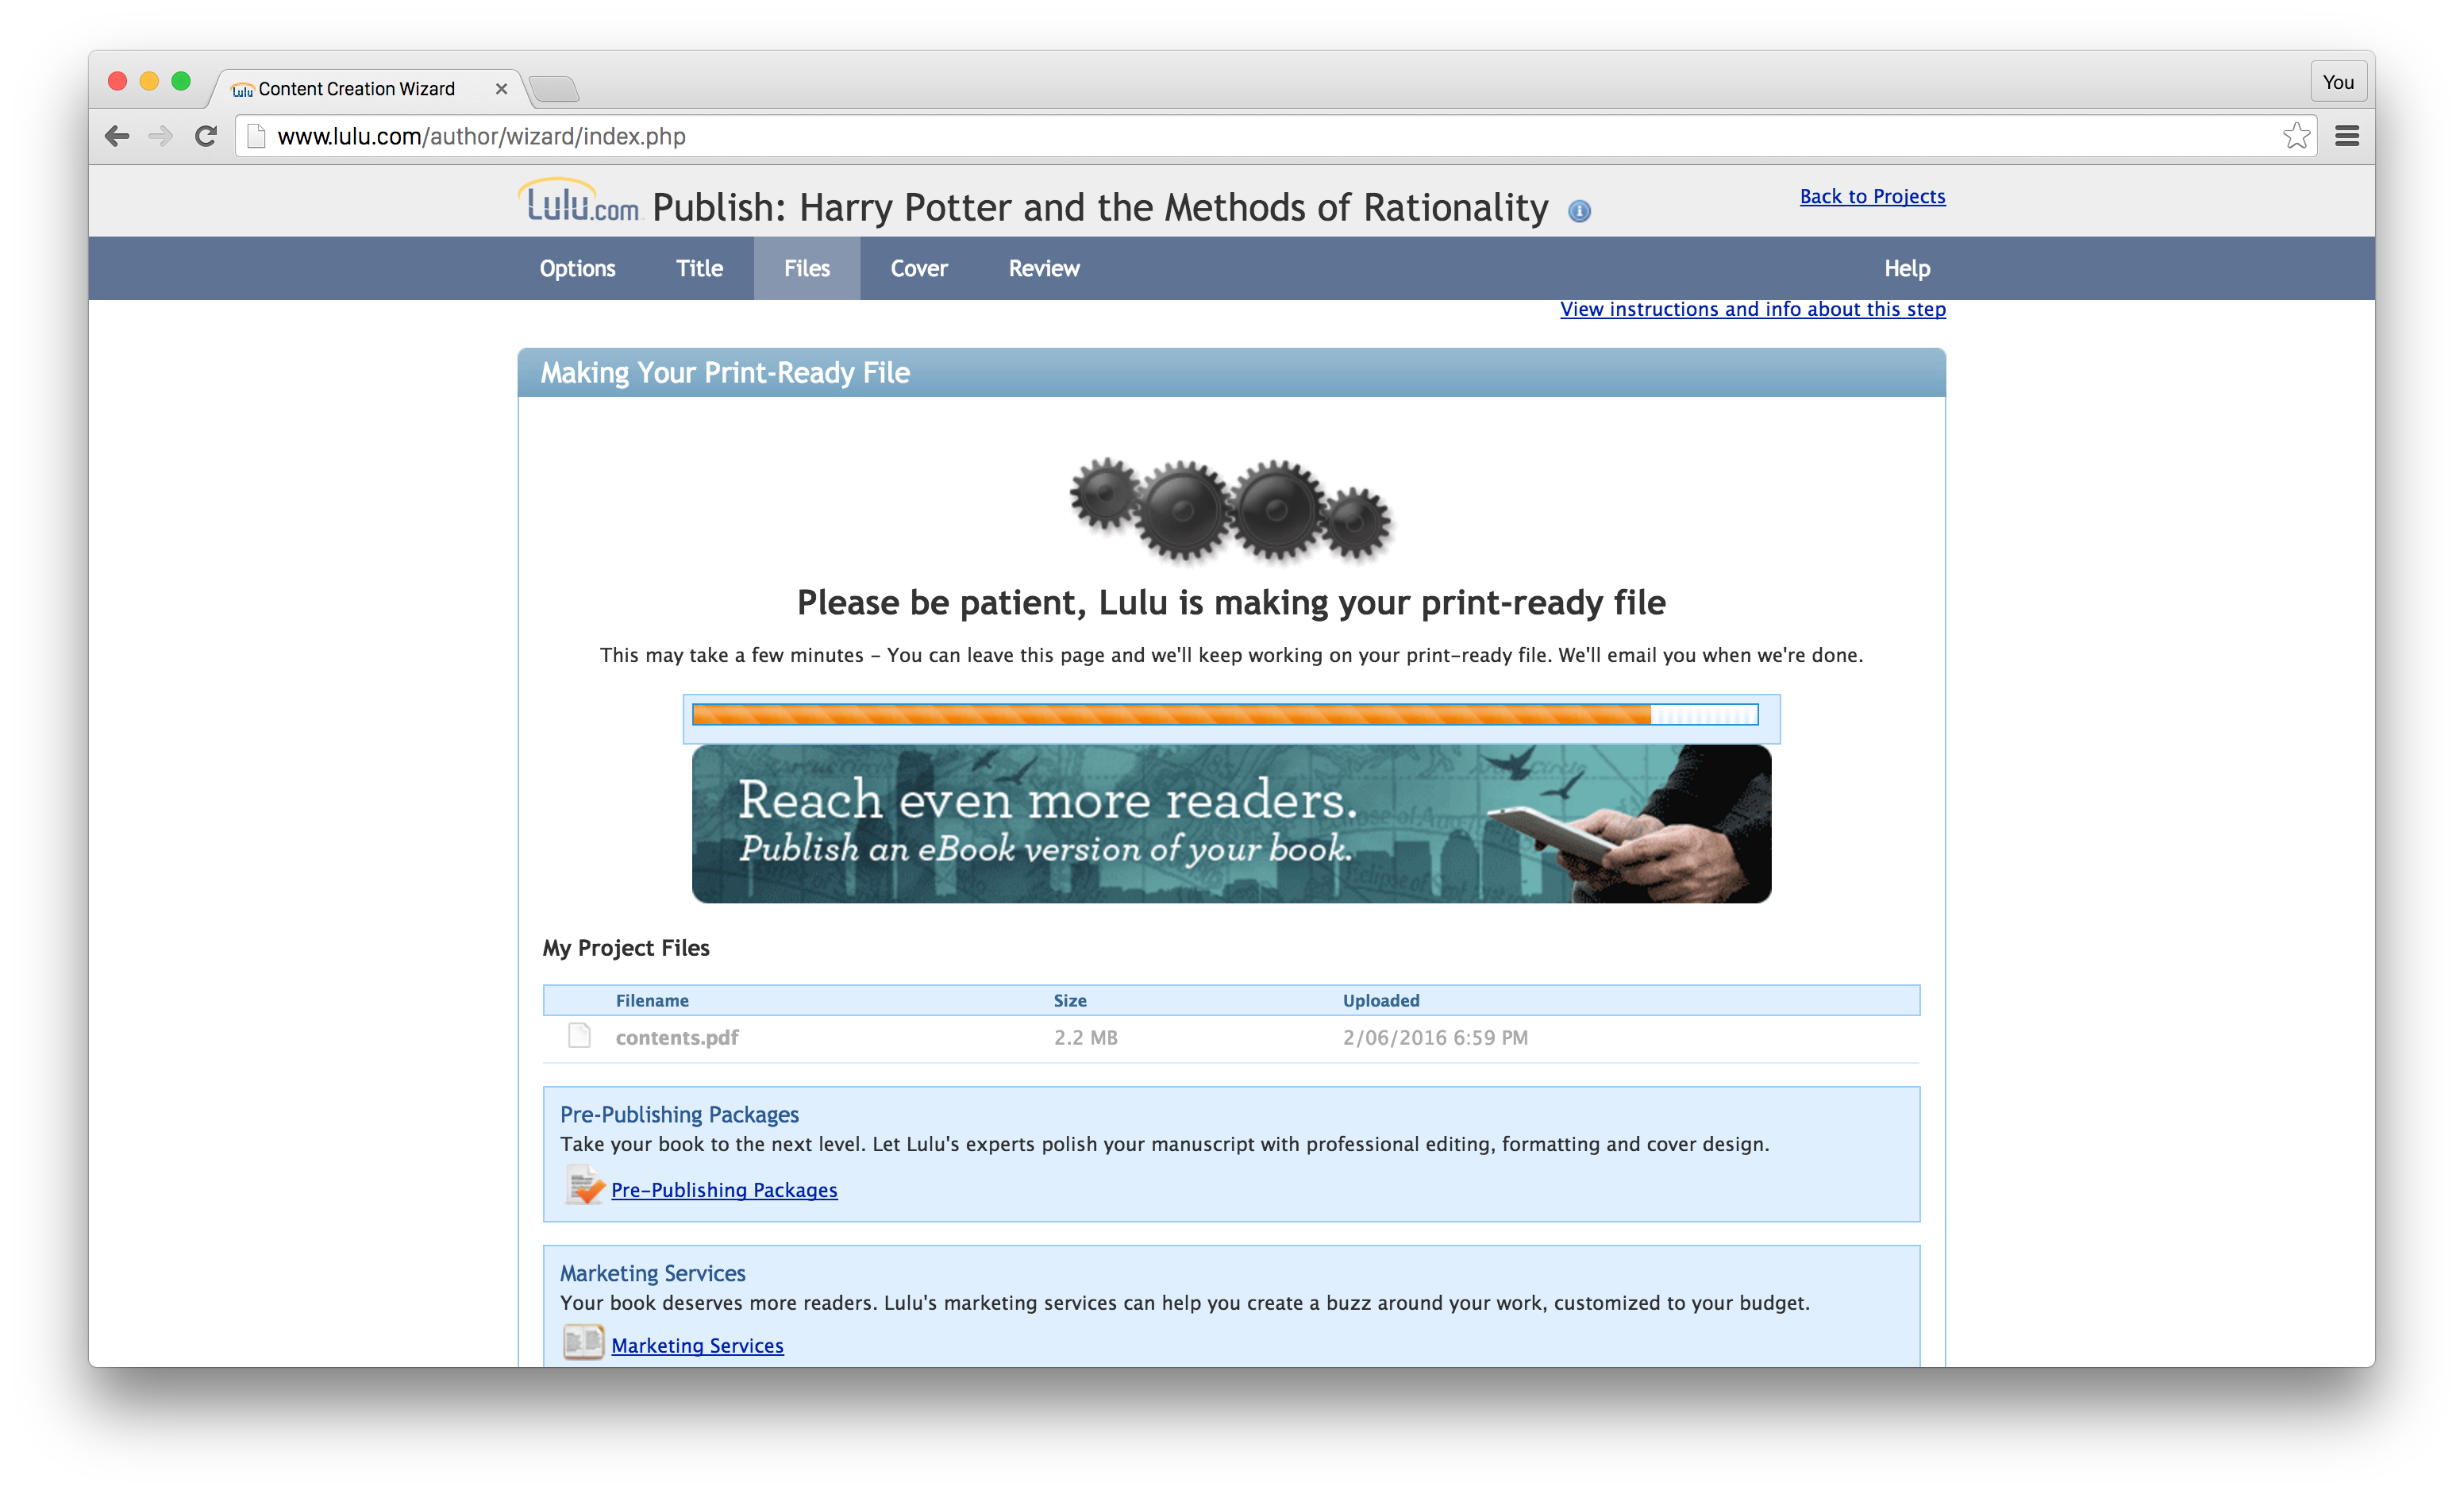 Lulu Content Creation Wizard
You
www.lulu.com/author/wizard/index.php
Lulu.com Publish: Harry Potter and the Methods of Rationality
Back to Projects
Options Title Files Cover Review Help
View instructions and info about this step
Making Your Print-Ready File
Please be patient, Lulu is making your print-ready file
This may take a few minutes – You can leave this page and we'll keep working on your print-ready file. We'll email you when we're done.
Reach even more readers.
Publish an eBook version of your book.
My Project Files
Filename Size Uploaded
contents.pdf 2.2 MB 2/06/2016 6:59 PM
Pre-Publishing Packages
Take your book to the next level. Let Lulu's experts polish your manuscript with professional editing, formatting and cover design.
Pre-Publishing Packages
Marketing Services
Your book deserves more readers. Lulu's marketing services can help you create a buzz around your work, customized to your budget.
Marketing Services